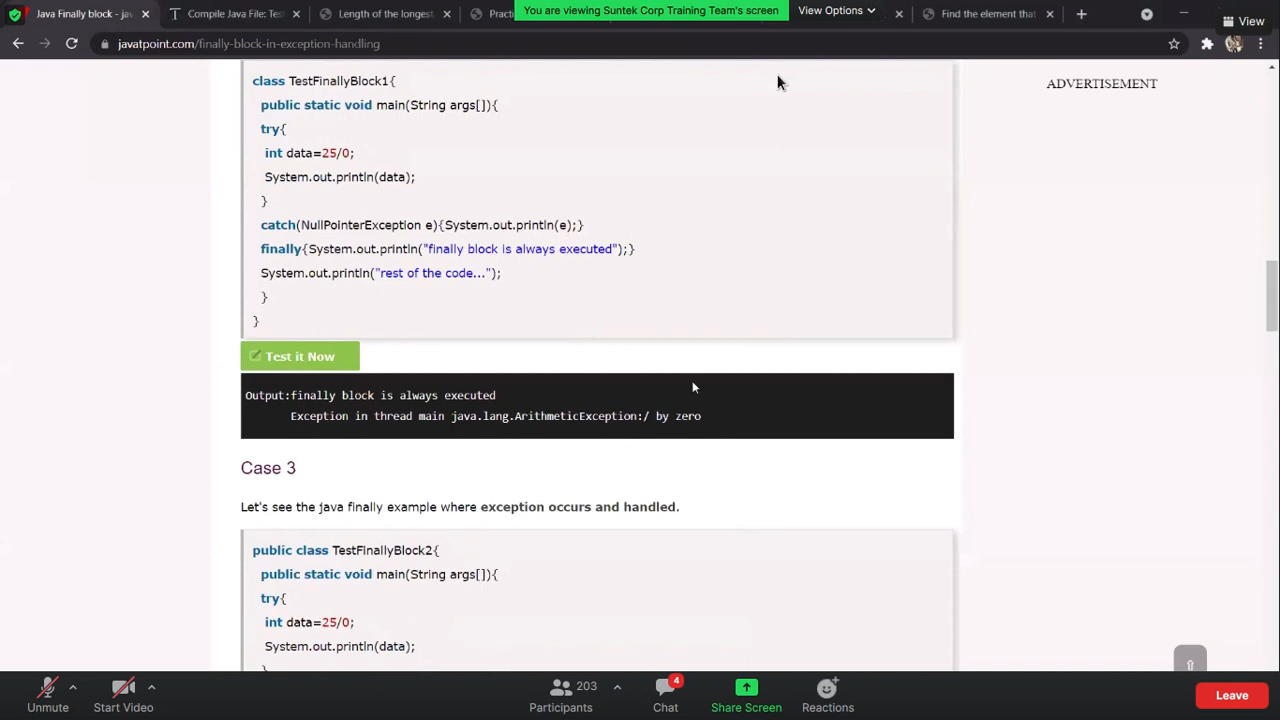 Java Finally block - jav
Compile Java File: Test
Length of the longest
Practi
You are viewing Suntek Corp Training Team's screen
View Options
Find the element that
View
javatpoint.com/finally-block-in-exception-handling
ADVERTISEMENT
class TestFinallyBlock1{
public static void main(String args[]){
try{
int data=25/0;
System.out.println(data);
}
catch(NullPointerException e){System.out.println(e);}
finally{System.out.println("finally block is always executed");}
System.out.println("rest of the code...");
}
}
Test it Now
Output:finally block is always executed
Exception in thread main java.lang.ArithmeticException:/ by zero
Case 3
Let's see the java finally example where exception occurs and handled.
public class TestFinallyBlock2{
public static void main(String args[]){
try{
int data=25/0;
System.out.println(data);
}
Unmute
Start Video
203
Participants
4
Chat
Share Screen
Reactions
Leave